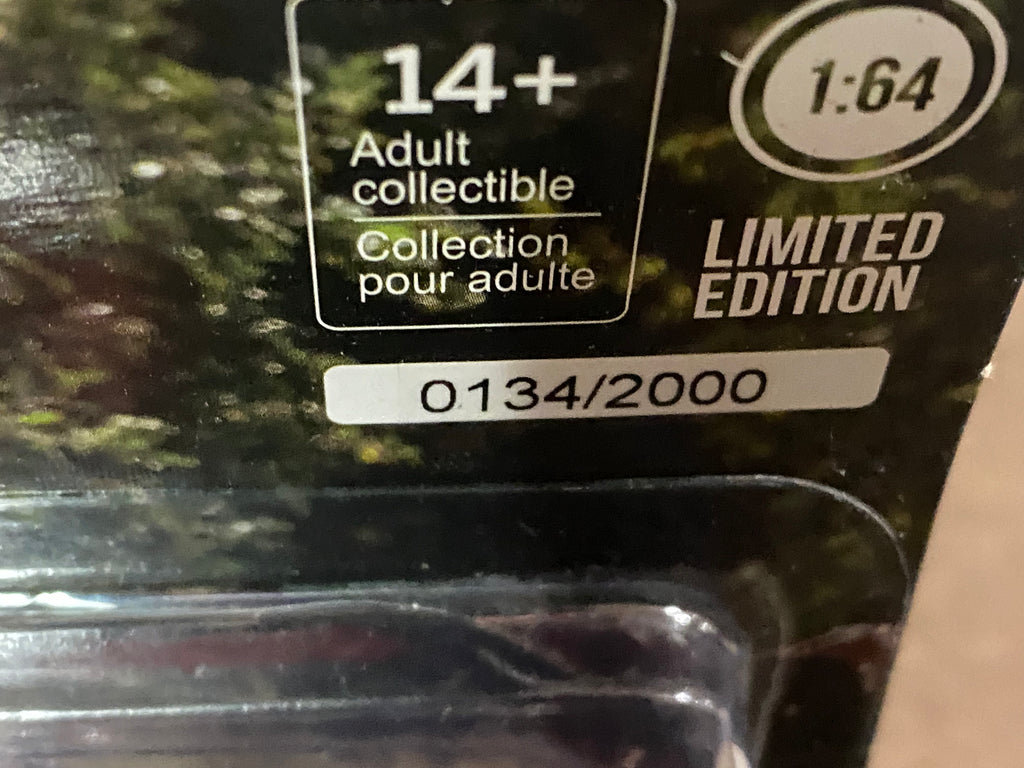 14+
Adult
collectible
Collection
pour adulte
1:64
LIMITED
EDITION
0134/2000